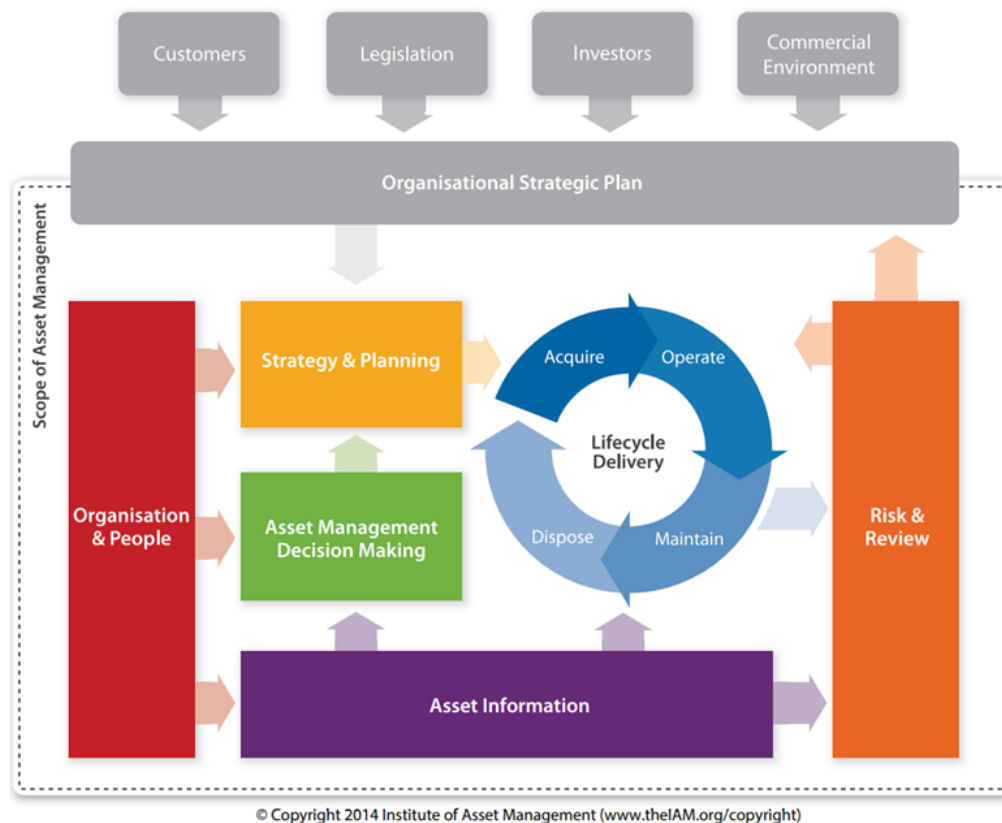 Customers
Legislation
Investors
Commercial
Environment
Organisational Strategic Plan
Scope of Asset Management
Strategy & Planning
Acquire
Operate
Lifecycle
Delivery
Organisation
& People
Asset Management
Decision Making
Dispose
Maintain
Risk &
Review
Asset Information
© Copyright 2014 Institute of Asset Management (www.theIAM.org/copyright)